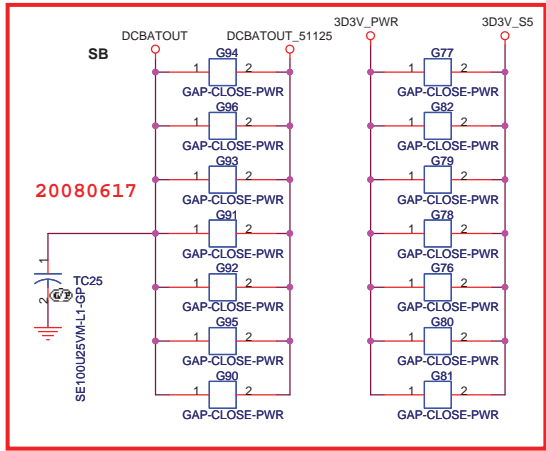 DCBATOUT DCBATOUT_51125 3D3V_PWR 3D3V_S5
SB
G94 G77
1 2 1 2
GAP-CLOSE-PWR GAP-CLOSE-PWR
G96 G82
1 2 1 2
GAP-CLOSE-PWR GAP-CLOSE-PWR
G93 G79
1 2 1 2
GAP-CLOSE-PWR GAP-CLOSE-PWR
20080617
G91 G78
1 2 1 2
GAP-CLOSE-PWR GAP-CLOSE-PWR
G92 G76
1 2 1 2
GAP-CLOSE-PWR GAP-CLOSE-PWR
G95 G80
1 2 1 2
GAP-CLOSE-PWR GAP-CLOSE-PWR
G90 G81
1 2 1 2
GAP-CLOSE-PWR GAP-CLOSE-PWR
1
TC25
2
SE100U25VM-L1-GP